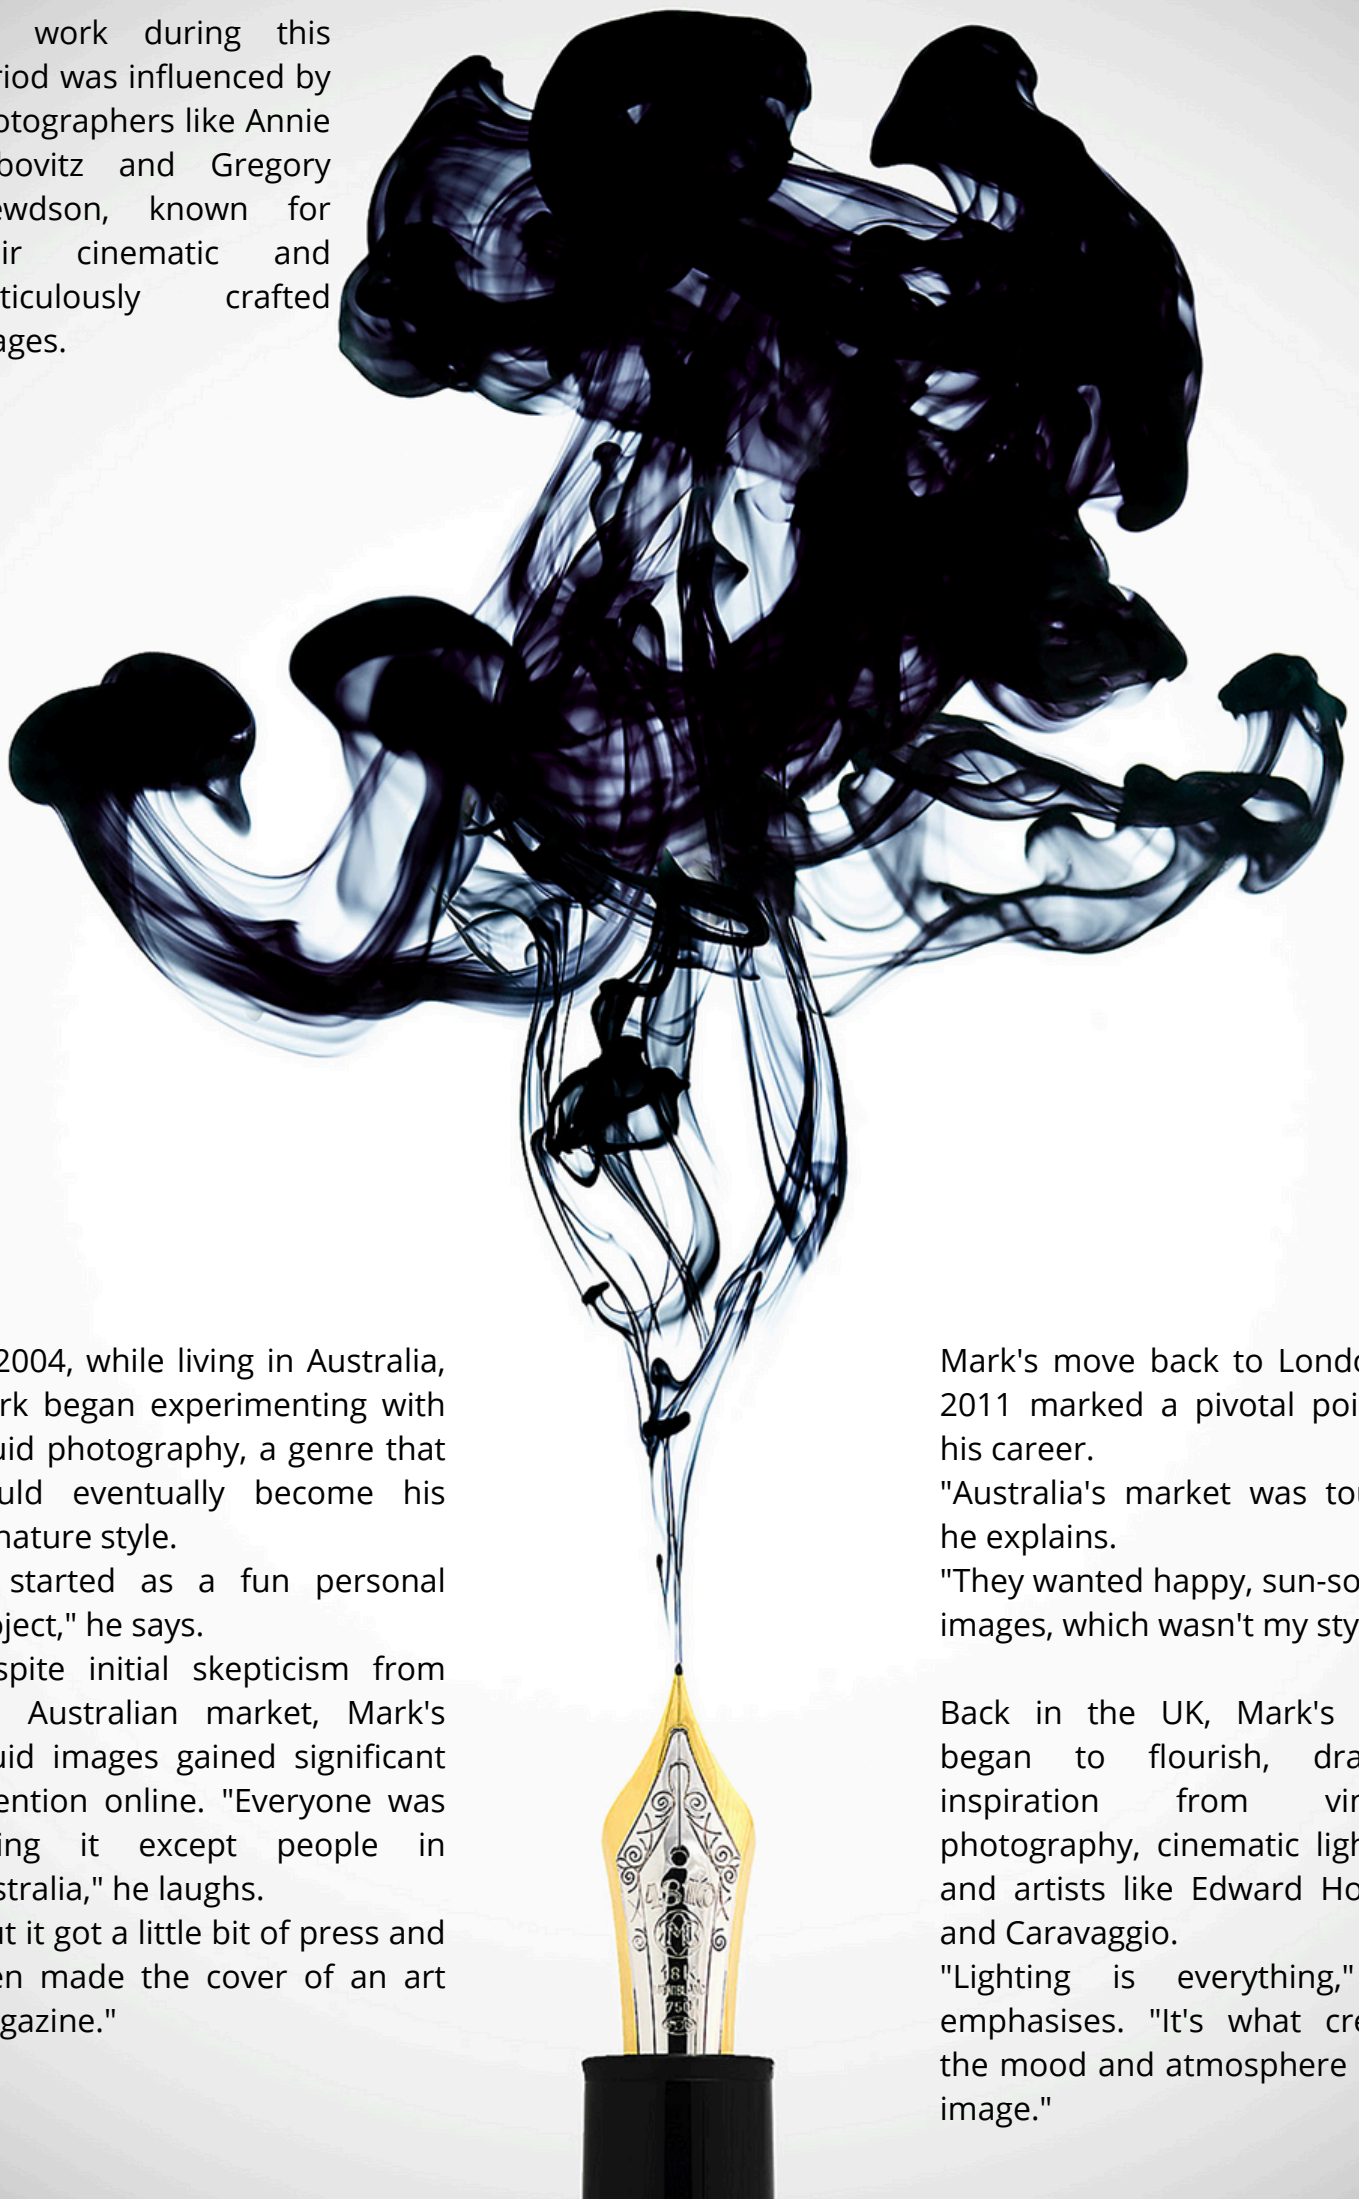 work during this
riod was influenced by
otographers like Annie
bovitz and Gregory
ewdson, known for
ir cinematic and
ticulously crafted
ages.
2004, while living in Australia,
rk began experimenting with
uid photography, a genre that
uld eventually become his
nature style.
started as a fun personal
ject," he says.
spite initial skepticism from
Australian market, Mark's
uid images gained significant
ention online. "Everyone was
ing it except people in
stralia," he laughs.
ut it got a little bit of press and
en made the cover of an art
gazine."
M
750
Mark's move back to Londo
2011 marked a pivotal poi
his career.
"Australia's market was tou
he explains.
"They wanted happy, sun-so
images, which wasn't my sty
Back in the UK, Mark's
began to flourish, dra
inspiration from vin
photography, cinematic ligh
and artists like Edward Ho
and Caravaggio.
"Lighting is everything,"
emphasises. "It's what cre
the mood and atmosphere
image."